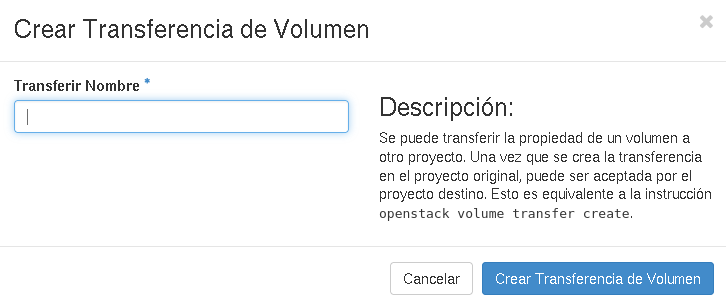 Crear Transferencia de Volumen
×
Transferir Nombre *
Descripción:
Se puede transferir la propiedad de un volumen a
otro proyecto. Una vez que se crea la transferencia
en el proyecto original, puede ser aceptada por el
proyecto destino. Esto es equivalente a la instrucción
openstack volume transfer create.
Cancelar
Crear Transferencia de Volumen